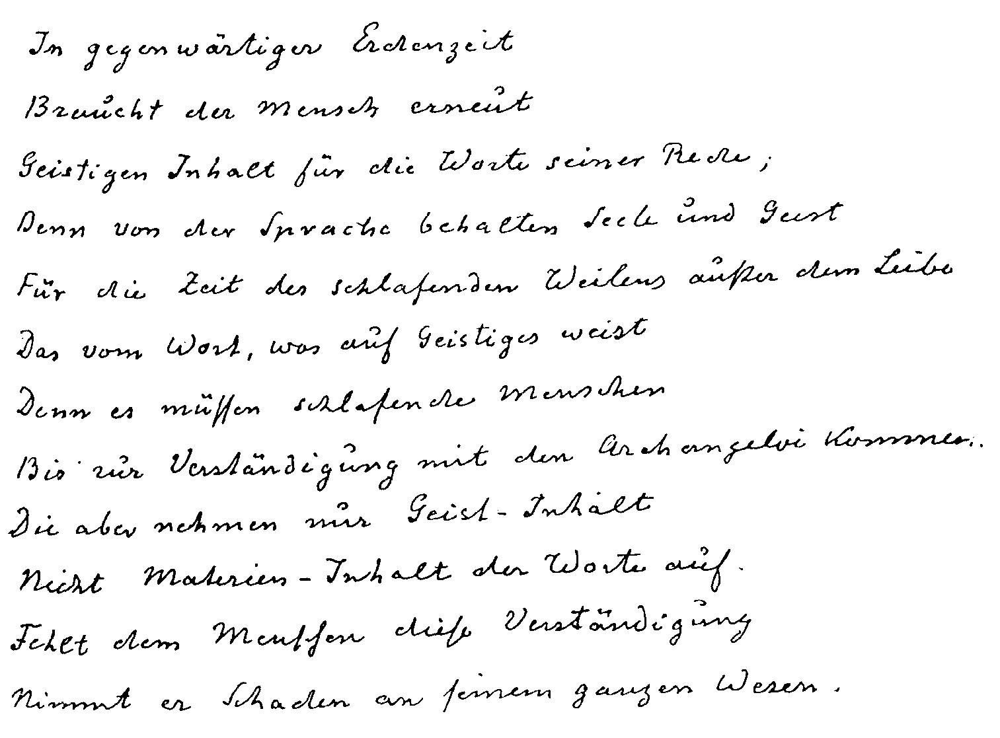 In gegenwärtiger Erdenzeit
Braucht der Mensch erneut
Geistigen Inhalt für die Worte seiner Rede;
Denn von der Sprache behalten Seele und Geist
Für die Zeit des schlafenden Weilens außer dem Leibe
Das vom Wort, was auf Geistiges weist
Denn es müssen schlafende Menschen
Bis zur Verständigung mit den Archangeloi kommen.
Die aber nehmen nur Geist-Inhalt
Nicht Materien-Inhalt der Worte auf.
Fehlt dem Menschen diese Verständigung
Nimmt er Schaden an seinem ganzen Wesen.